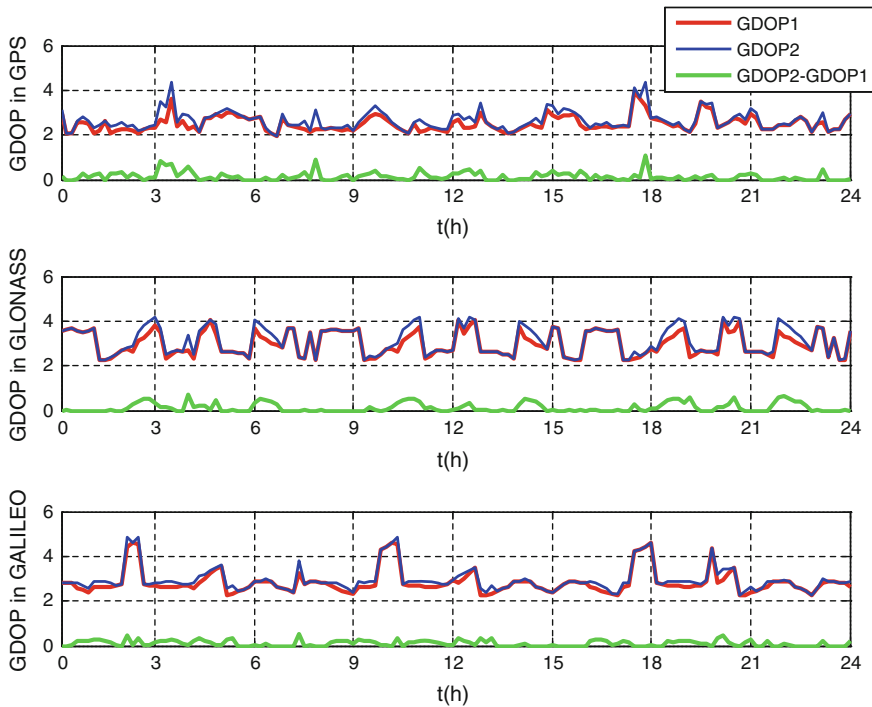 GDOP1
GDOP2
GDOP2-GDOP1
GDOP in GPS
6
4
2
0
0 3 6 9 12 15 18 21 24
t(h)
GDOP in GLONASS
6
4
2
0
0 3 6 9 12 15 18 21 24
t(h)
GDOP in GALILEO
6
4
2
0
0 3 6 9 12 15 18 21 24
t(h)